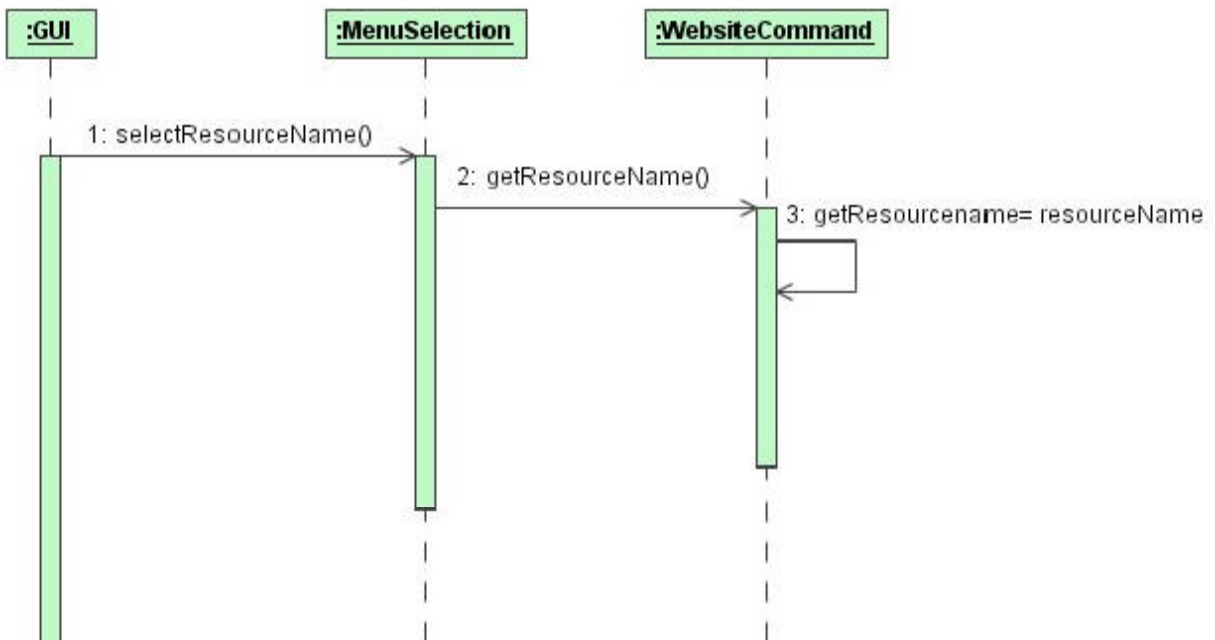 :GUI
:MenuSelection
:WebsiteCommand
1: selectResourceName()
2: getResourceName()
3: getResourcename= resourceName